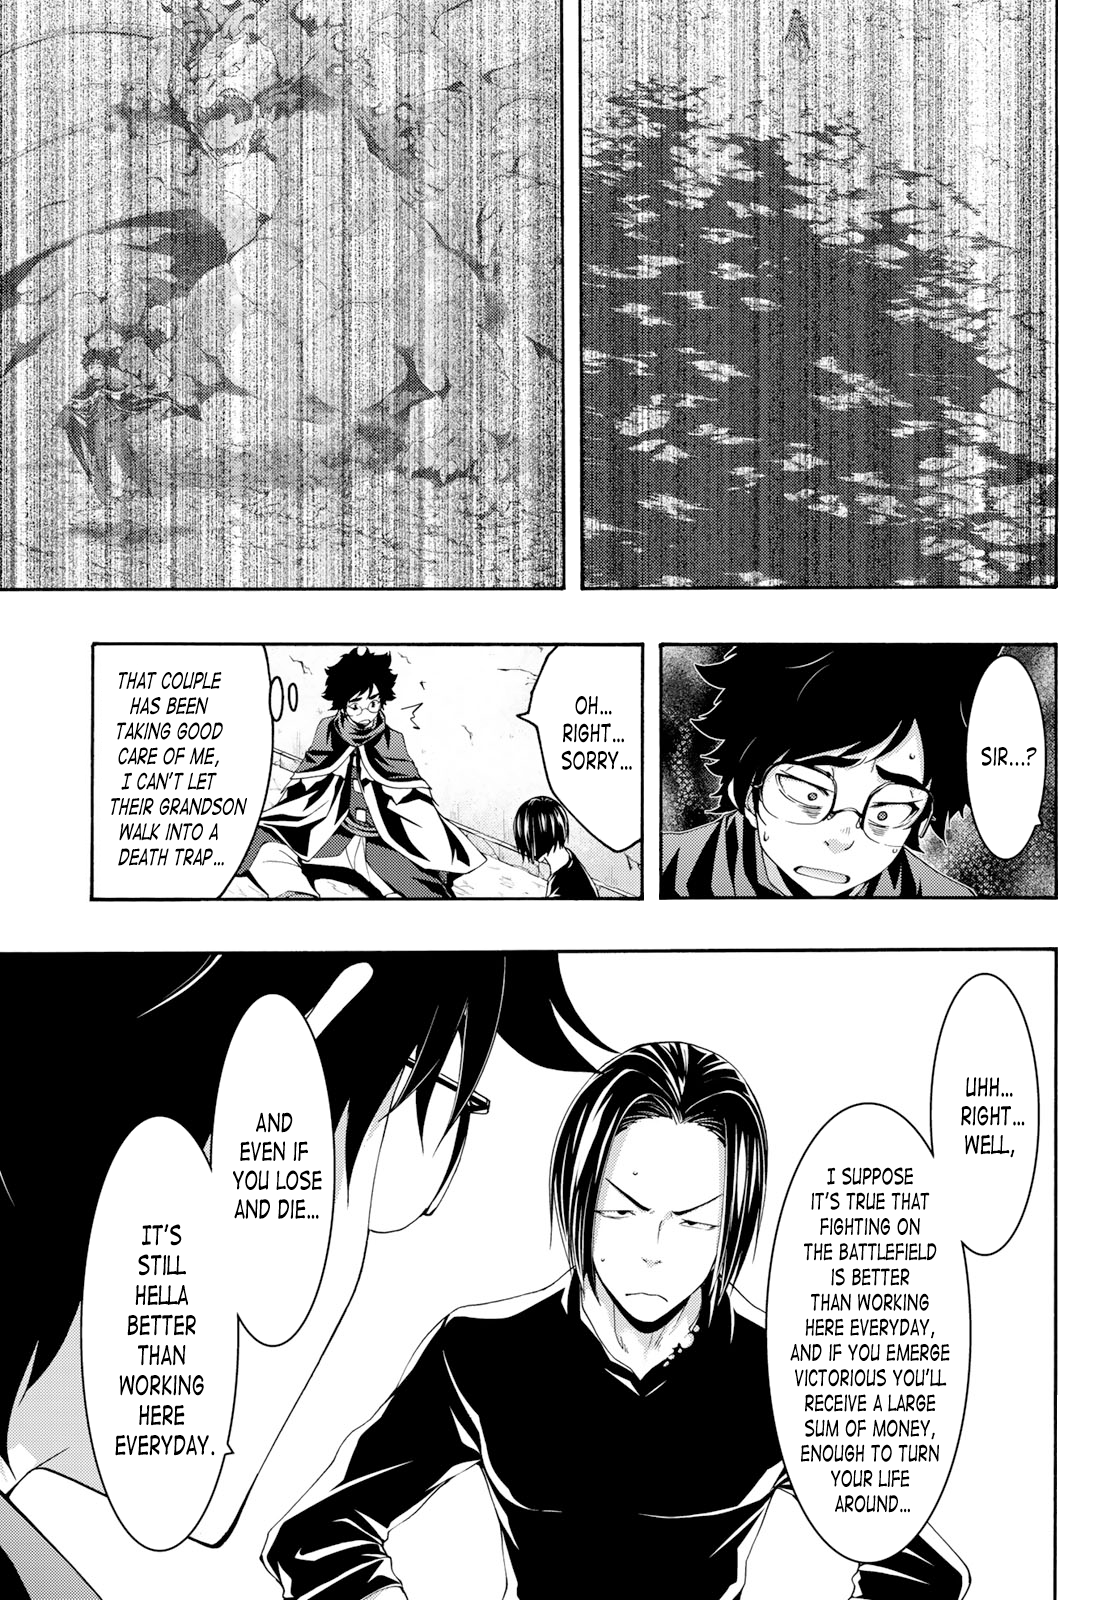 SIR...?
OH...
RIGHT...
SORRY...
THAT COUPLE
HAS BEEN
TAKING GOOD
CARE OF ME,
I CAN'T LET
THEIR GRANDSON
WALK INTO A
DEATH TRAP...
UHH...
RIGHT...
WELL,
I SUPPOSE
IT'S TRUE THAT
FIGHTING ON
THE BATTLEFIELD
IS BETTER
THAN WORKING
HERE EVERYDAY,
AND IF YOU EMERGE
VICTORIOUS YOU'LL
RECEIVE A LARGE
SUM OF MONEY,
ENOUGH TO TURN
YOUR LIFE
AROUND...
AND
EVEN IF
YOU LOSE
AND DIE...
IT'S
STILL
HELLA
BETTER
THAN
WORKING
HERE
EVERYDAY.